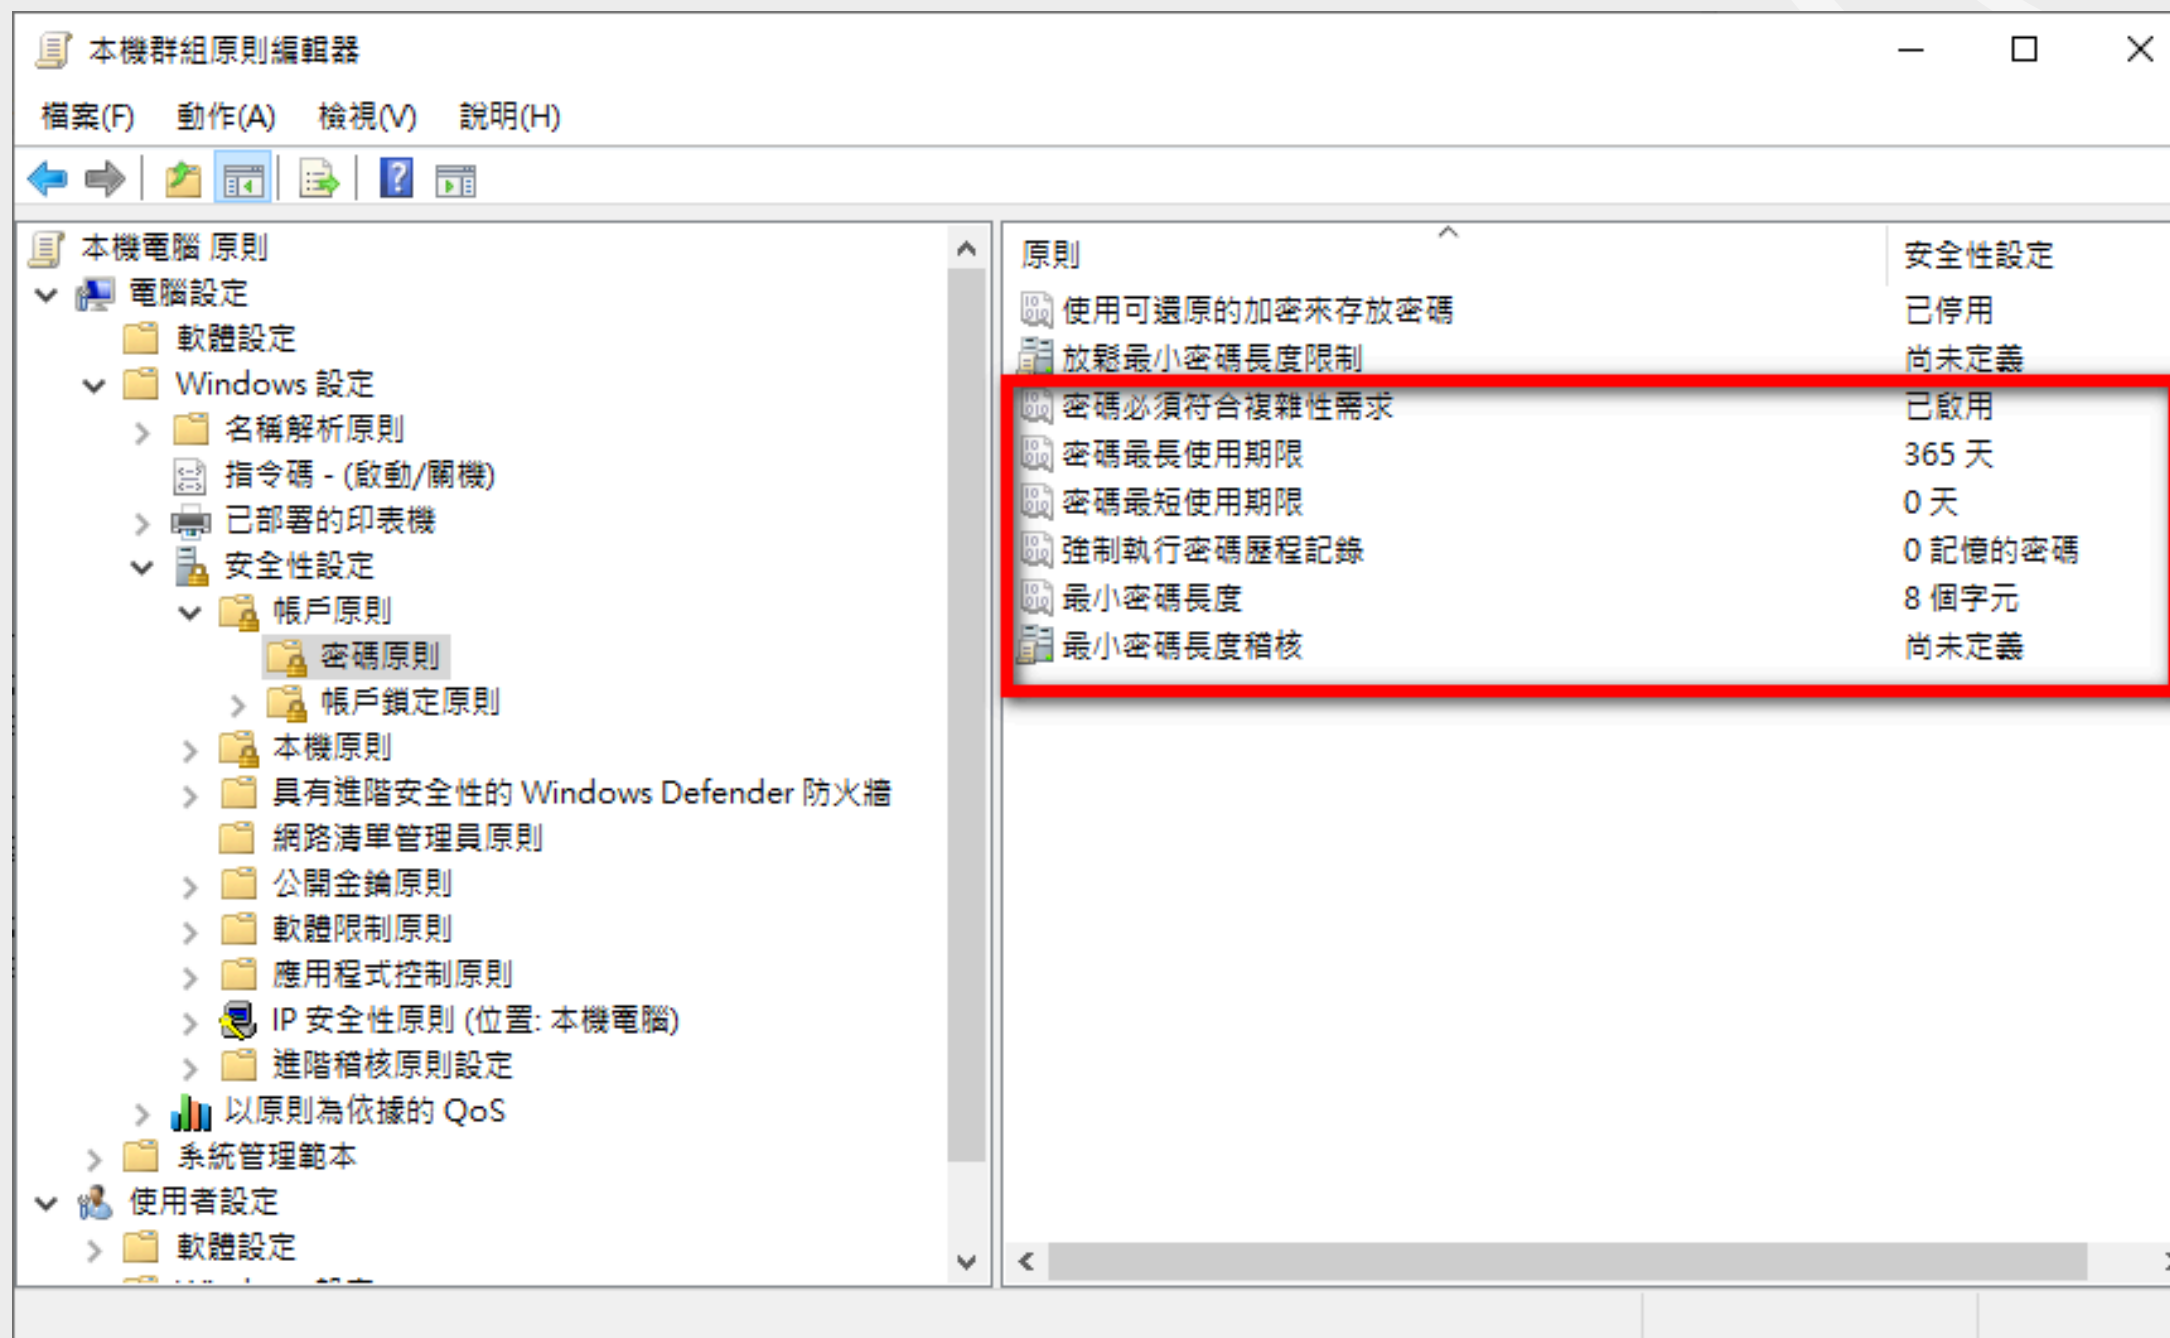 本機群組原則編輯器
檔案(F) 動作(A) 檢視(V) 說明(H)
本機電腦 原則
電腦設定
軟體設定
Windows 設定
名稱解析原則
指令碼 - (啟動/關機)
已部署的印表機
安全性設定
帳戶原則
密碼原則
帳戶鎖定原則
本機原則
具有進階安全性的 Windows Defender 防火牆
網路清單管理員原則
公開金鑰原則
軟體限制原則
應用程式控制原則
IP 安全性原則 (位置: 本機電腦)
進階稽核原則設定
以原則為依據的 QoS
系統管理範本
使用者設定
軟體設定
原則 安全性設定
使用可還原的加密來存放密碼 已停用
放鬆最小密碼長度限制 尚未定義
密碼必須符合複雜性需求 已啟用
密碼最長使用期限 365 天
密碼最短使用期限 0 天
強制執行密碼歷程記錄 0 記憶的密碼
最小密碼長度 8 個字元
最小密碼長度稽核 尚未定義